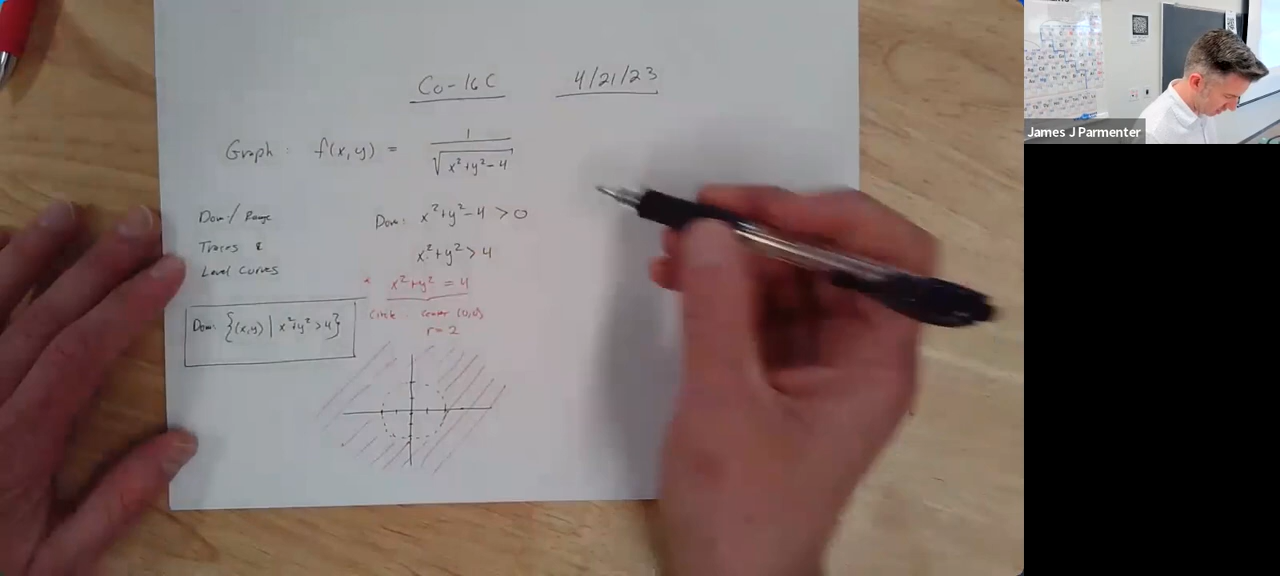 Co-16C 4/21/23
Graph: f(x,y) = 1/√(x²+y²-4)
Dom/Range
Traces &
Level Curves
Dom: x²+y²-4 >0
x²+y²>4
* x²+y² = 4
Circle: center (0,0)
r=2
Dom: {(x,y) | x²+y²>4}
James J Parmenter